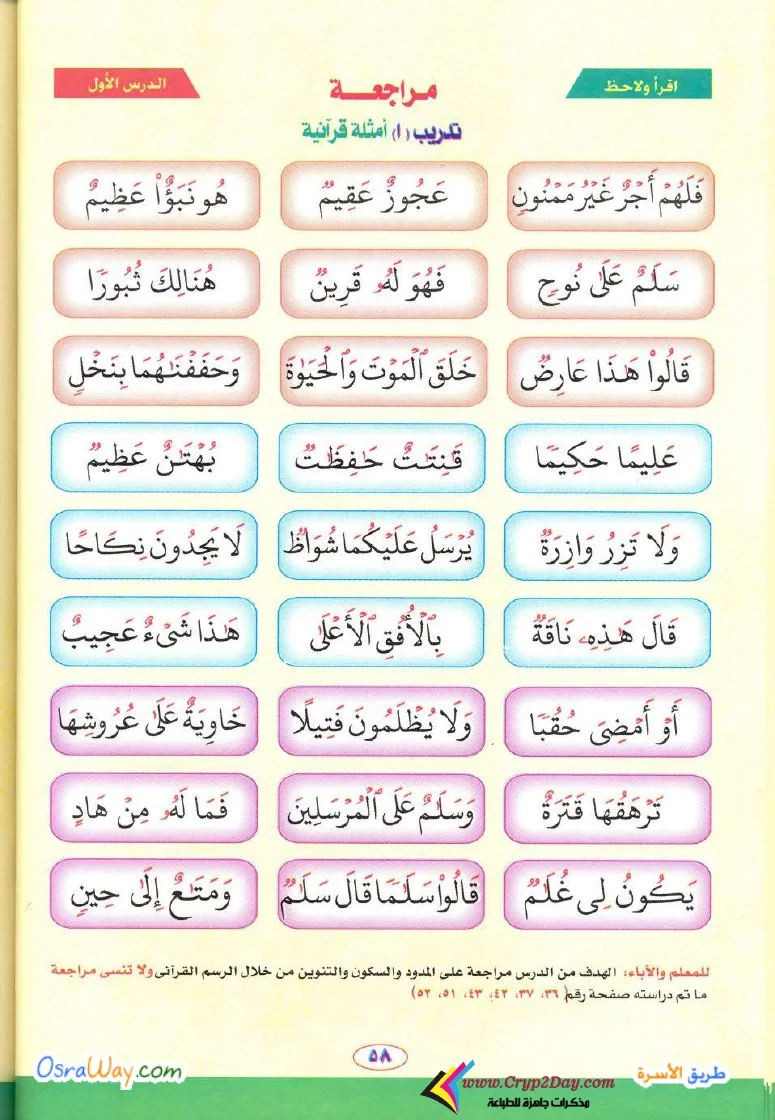 اقرأ ولاحظ
مراجعة
الدرس الأول
تدريب (١) أمثلة قرآنية
فَلَهُمْ أَجْرٌ غَيْرُ مَمْنُونٍ
عَجُوزٌ عَقِيمٌ
هُو نَبَؤٌا۟ عَظِيمٌ
سَلَٰمٌ عَلَىٰ نُوحٍ
فَهُوَ لَهُۥ قَرِينٌ
هُنَالِكَ ثُبُورًا
قَالُوا۟ هَٰذَا عَارِضٌ
خَلَقَ ٱلْمَوْتَ وَٱلْحَيَوٰةَ
وَحَفَفْنَٰهُمَا بِنَخْلٍ
عَلِيمًا حَكِيمًا
قَٰنِتَٰتٌ حَٰفِظَٰتٌ
بُهْتَٰنٌ عَظِيمٌ
وَلَا تَزِرُ وَازِرَةٌ
يُرْسَلُ عَلَيْكُمَا شُوَاظٌ
لَا يَجِدُونَ نِكَاحًا
قَالَ هَٰذِهِۦ نَاقَةٌ
بِٱلْأُفُقِ ٱلْأَعْلَىٰ
هَٰذَا شَىْءٌ عَجِيبٌ
أَوْ أَمْضِىَ حُقُبًا
وَلَا يُظْلَمُونَ فَتِيلًا
خَاوِيَةٌ عَلَىٰ عُرُوشِهَا
تَرْهَقُهَا قَتَرَةٌ
وَسَلَٰمٌ عَلَى ٱلْمُرْسَلِينَ
فَمَا لَهُۥ مِنْ هَادٍ
يَكُونُ لِى غُلَٰمٌ
قَالُوا۟ سَلَٰمًا قَالَ سَلَٰمٌ
وَمَتَٰعٌ إِلَىٰ حِينٍ
للمعلم والآباء: الهدف من الدرس مراجعة على المدود والسكون والتنوين من خلال الرسم القرآنى ولا تنسى مراجعة
ما تم دراسته صفحة رقم( ٣٦، ٣٧، ٤٢، ٤٣، ٥١، ٥٢)
٥٨
OsraWay.com
www.Cryp2Day.com
مذكرات جاهزة للطباعة
طريق الأسرة